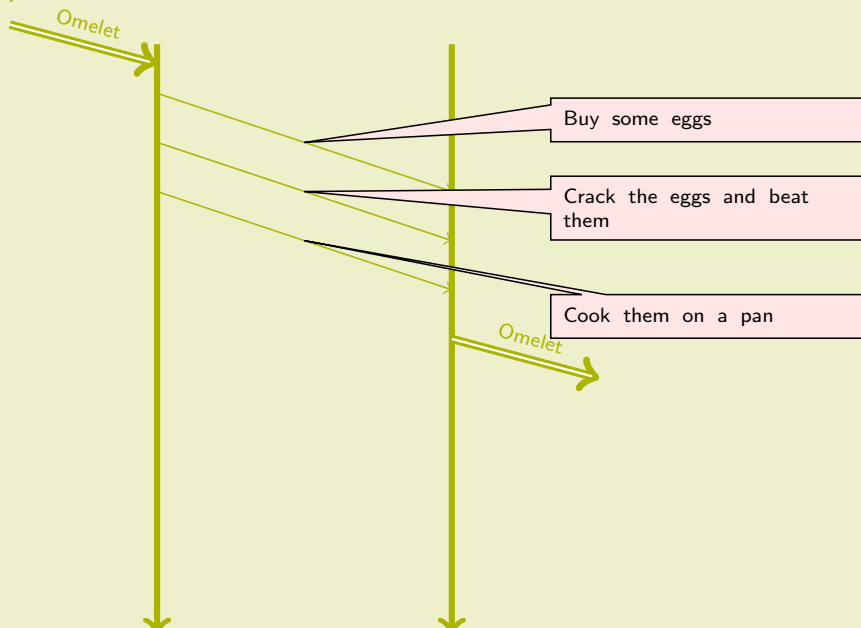 Omelet
Buy some eggs
Crack the eggs and beat
them
Cook them on a pan
Omelet